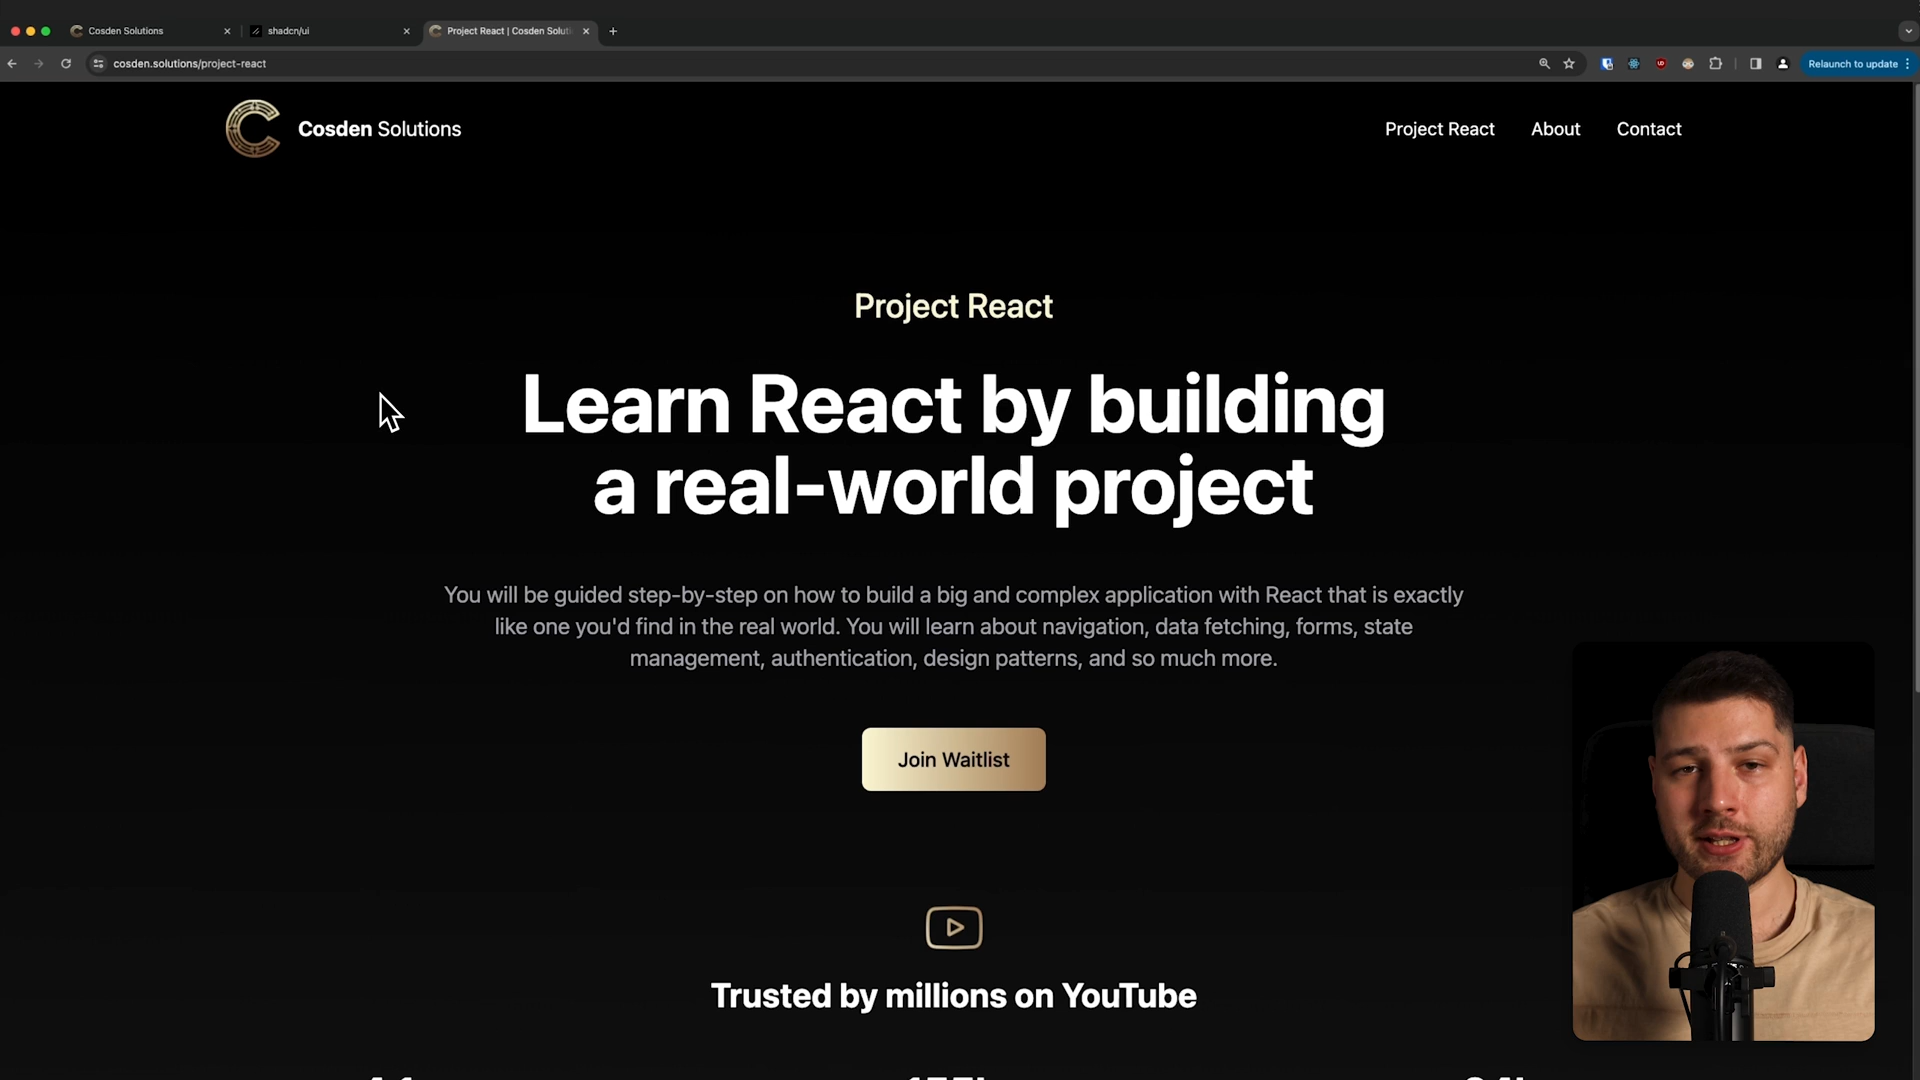 Cosden Solutions
shadcn/ui
Project React | Cosden Soluti
cosden.solutions/project-react
Relaunch to update
Cosden Solutions
Project React
About
Contact
Project React
Learn React by building
a real-world project
You will be guided step-by-step on how to build a big and complex application with React that is exactly
like one you'd find in the real world. You will learn about navigation, data fetching, forms, state
management, authentication, design patterns, and so much more.
Join Waitlist
Trusted by millions on YouTube